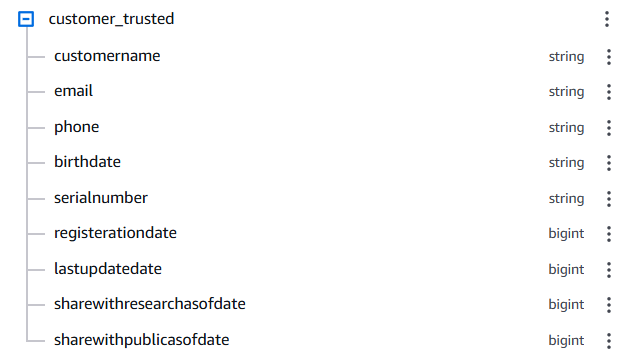 customer_trusted
customername string
email string
phone string
birthdate string
serialnumber string
registerationdate bigint
lastupdatedate bigint
sharewithresearchasofdate bigint
sharewithpublicasofdate bigint